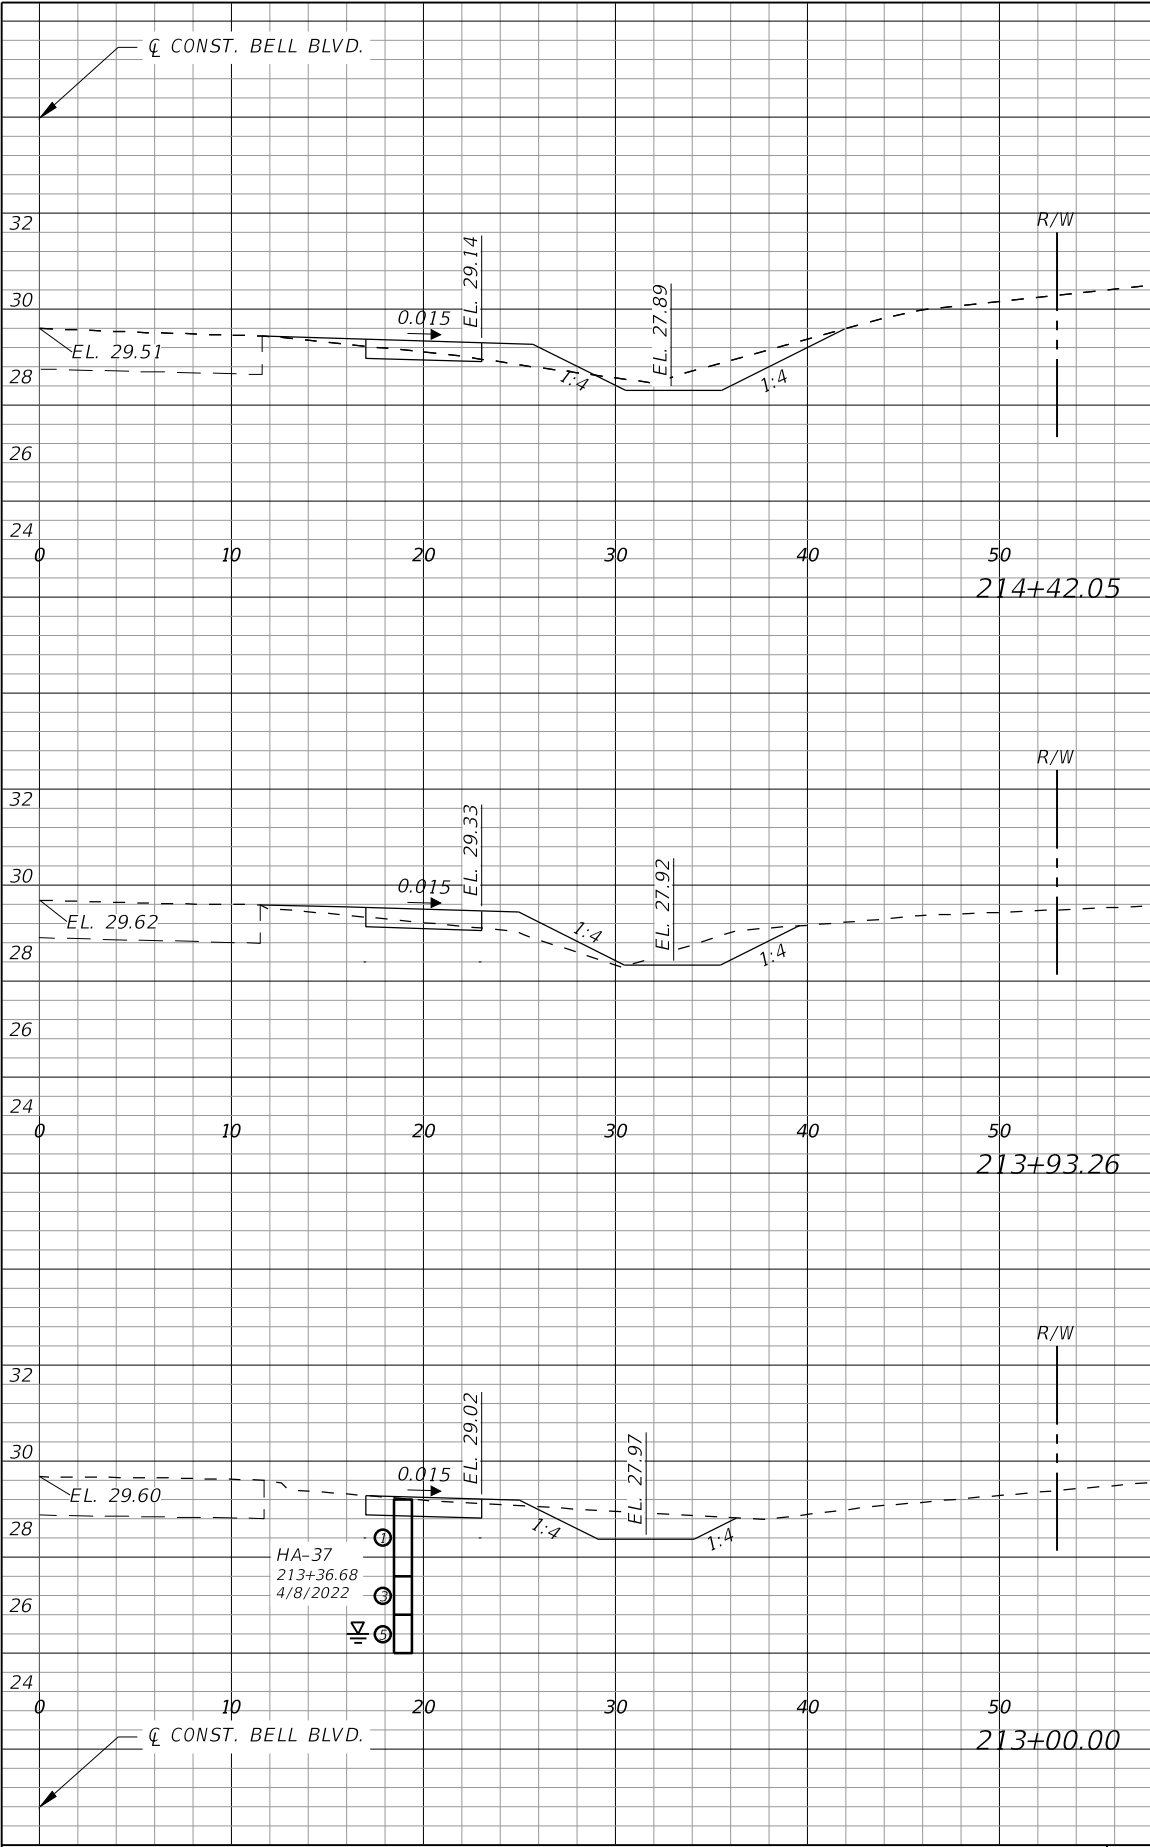 ℄ CONST. BELL BLVD.
32
R/W
EL. 29.14
EL. 27.89
30
0.015
EL. 29.51
28
1:4
1:4
26
24
0 10 20 30 40 50
214+42.05
R/W
32
EL. 29.33
EL. 27.92
30
0.015
EL. 29.62
1:4
28
1:4
26
24
0 10 20 30 40 50
213+93.26
R/W
32
EL. 29.02
EL. 27.97
30
0.015
EL. 29.60
28
1:4
1:4
1
HA-37
213+36.68
4/8/2022
3
26
5
24
0 10 20 30 40 50
℄ CONST. BELL BLVD.
213+00.00